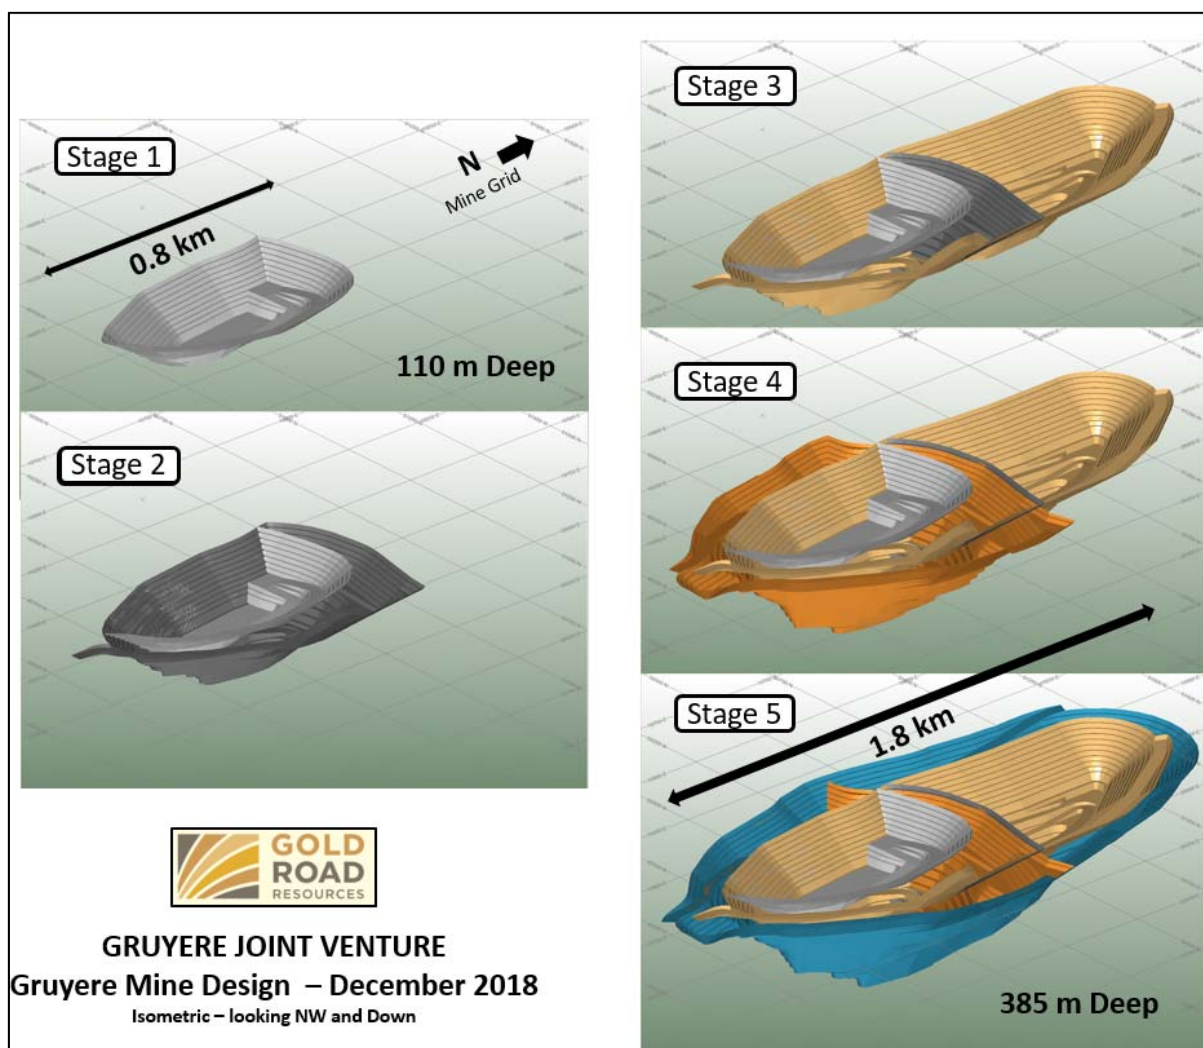 Stage 1
N
Mine Grid
0.8 km
110 m Deep
Stage 2
Stage 3
Stage 4
Stage 5
1.8 km
385 m Deep
GOLD
ROAD
RESOURCES
GRUYERE JOINT VENTURE
Gruyere Mine Design – December 2018
Isometric – looking NW and Down